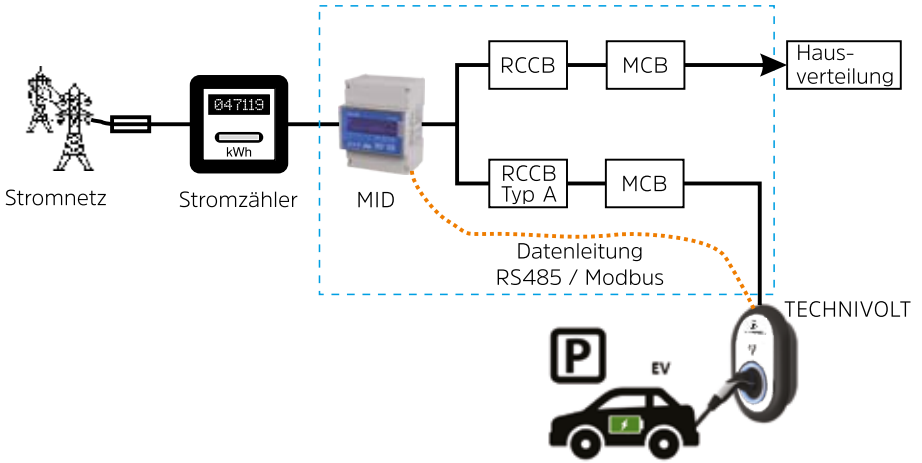 RCCB
MCB
Haus-
verteilung
047119
kWh
Stromnetz
Stromzähler
MID
RCCB
Typ A
MCB
Datenleitung
RS485 / Modbus
TECHNIVOLT
P
EV